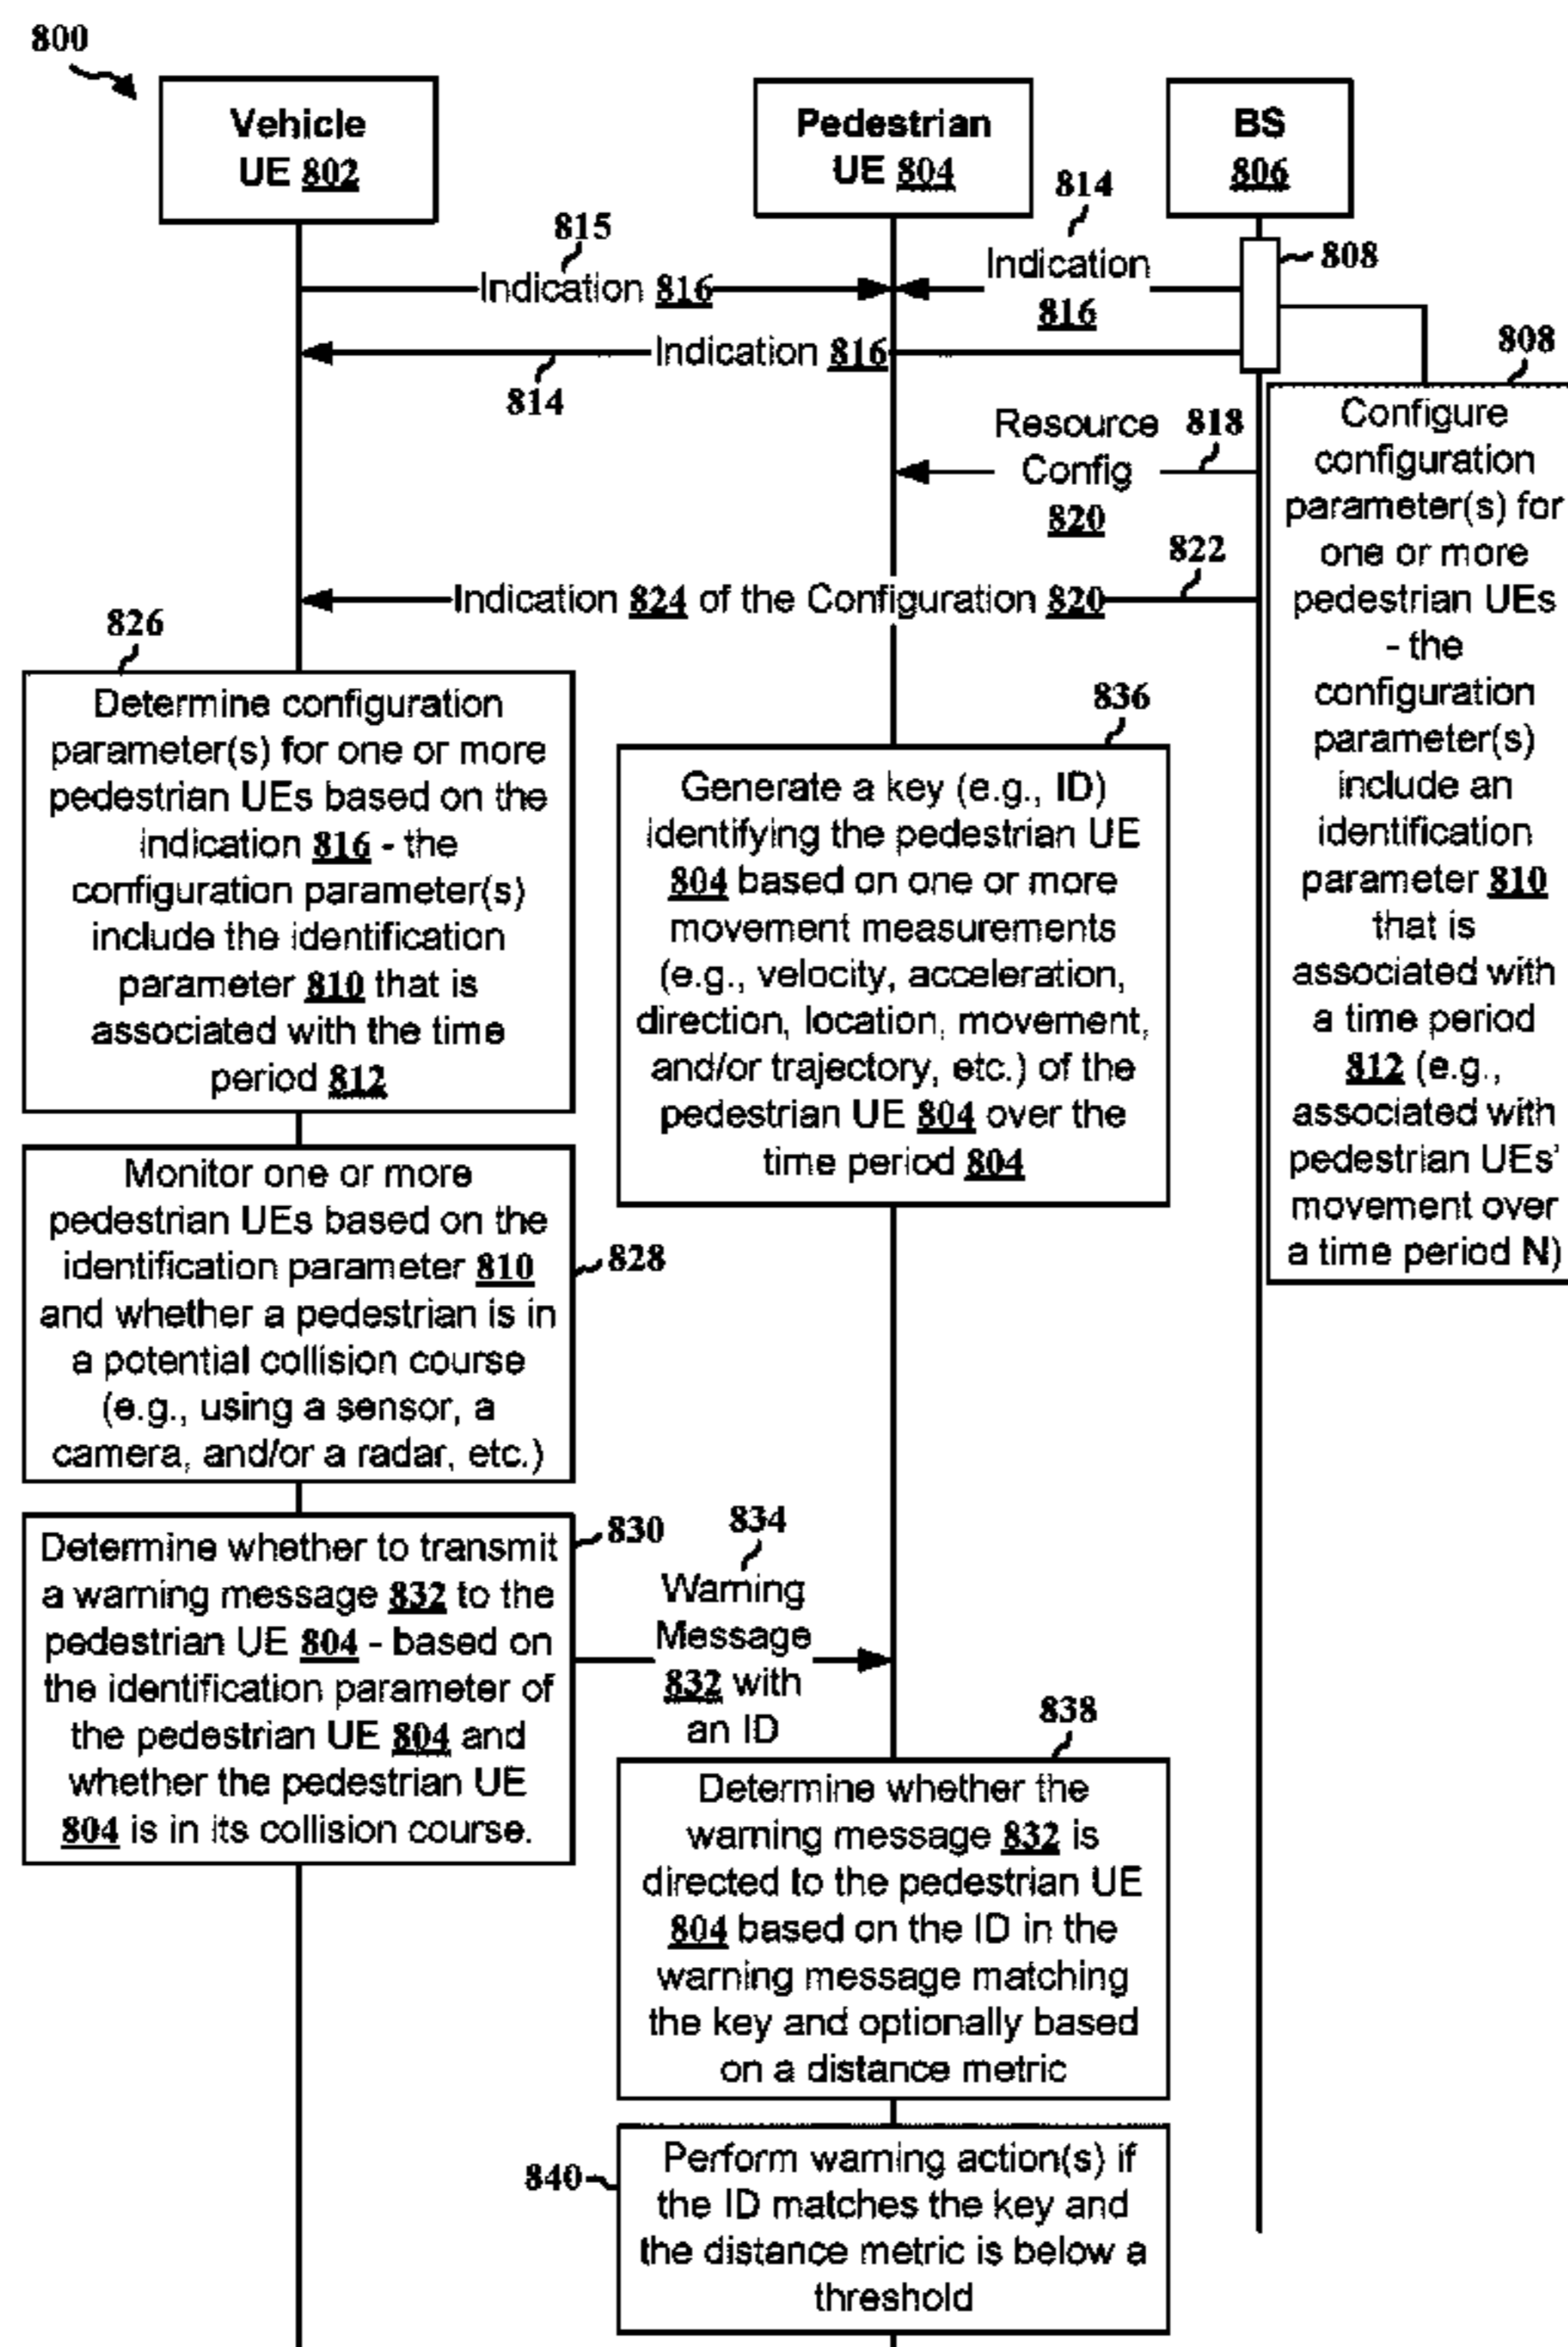 800
Vehicle
UE 802
Pedestrian
UE 804
BS
806
815
Indication 816
814
Indication
816
808
Indication 816
814
808
Configure
configuration
parameter(s) for
one or more
pedestrian UEs
- the
configuration
parameter(s)
include an
identification
parameter 810
that is
associated with
a time period
812 (e.g.,
associated with
pedestrian UEs'
movement over
a time period N)
Resource
Config
820
818
822
Indication 824 of the Configuration 820
826
Determine configuration
parameter(s) for one or more
pedestrian UEs based on the
indication 816 - the
configuration parameter(s)
include the identification
parameter 810 that is
associated with the time
period 812
836
Generate a key (e.g., ID)
identifying the pedestrian UE
804 based on one or more
movement measurements
(e.g., velocity, acceleration,
direction, location, movement,
and/or trajectory, etc.) of the
pedestrian UE 804 over the
time period 804
Monitor one or more
pedestrian UEs based on the
identification parameter 810
and whether a pedestrian is in
a potential collision course
(e.g., using a sensor, a
camera, and/or a radar, etc.)
828
Determine whether to transmit
a warning message 832 to the
pedestrian UE 804 - based on
the identification parameter of
the pedestrian UE 804 and
whether the pedestrian UE
804 is in its collision course.
830
834
Warning
Message
832 with
an ID
838
Determine whether the
warning message 832 is
directed to the pedestrian UE
804 based on the ID in the
warning message matching
the key and optionally based
on a distance metric
840
Perform warning action(s) if
the ID matches the key and
the distance metric is below a
threshold